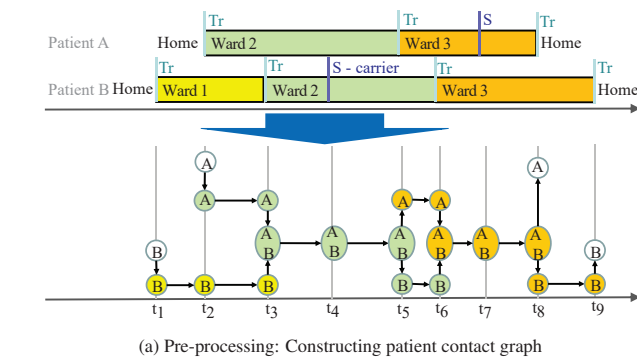 Tr Tr S
Patient A Home Ward 2 Ward 3 Tr Home
Tr Tr S - carrier Tr Tr
Patient B Home Ward 1 Ward 2 Ward 3 Home
A A
A A A A
B A B A B A B A B A B A B B
B B B B B B B
t1 t2 t3 t4 t5 t6 t7 t8 t9
(a) Pre-processing: Constructing patient contact graph